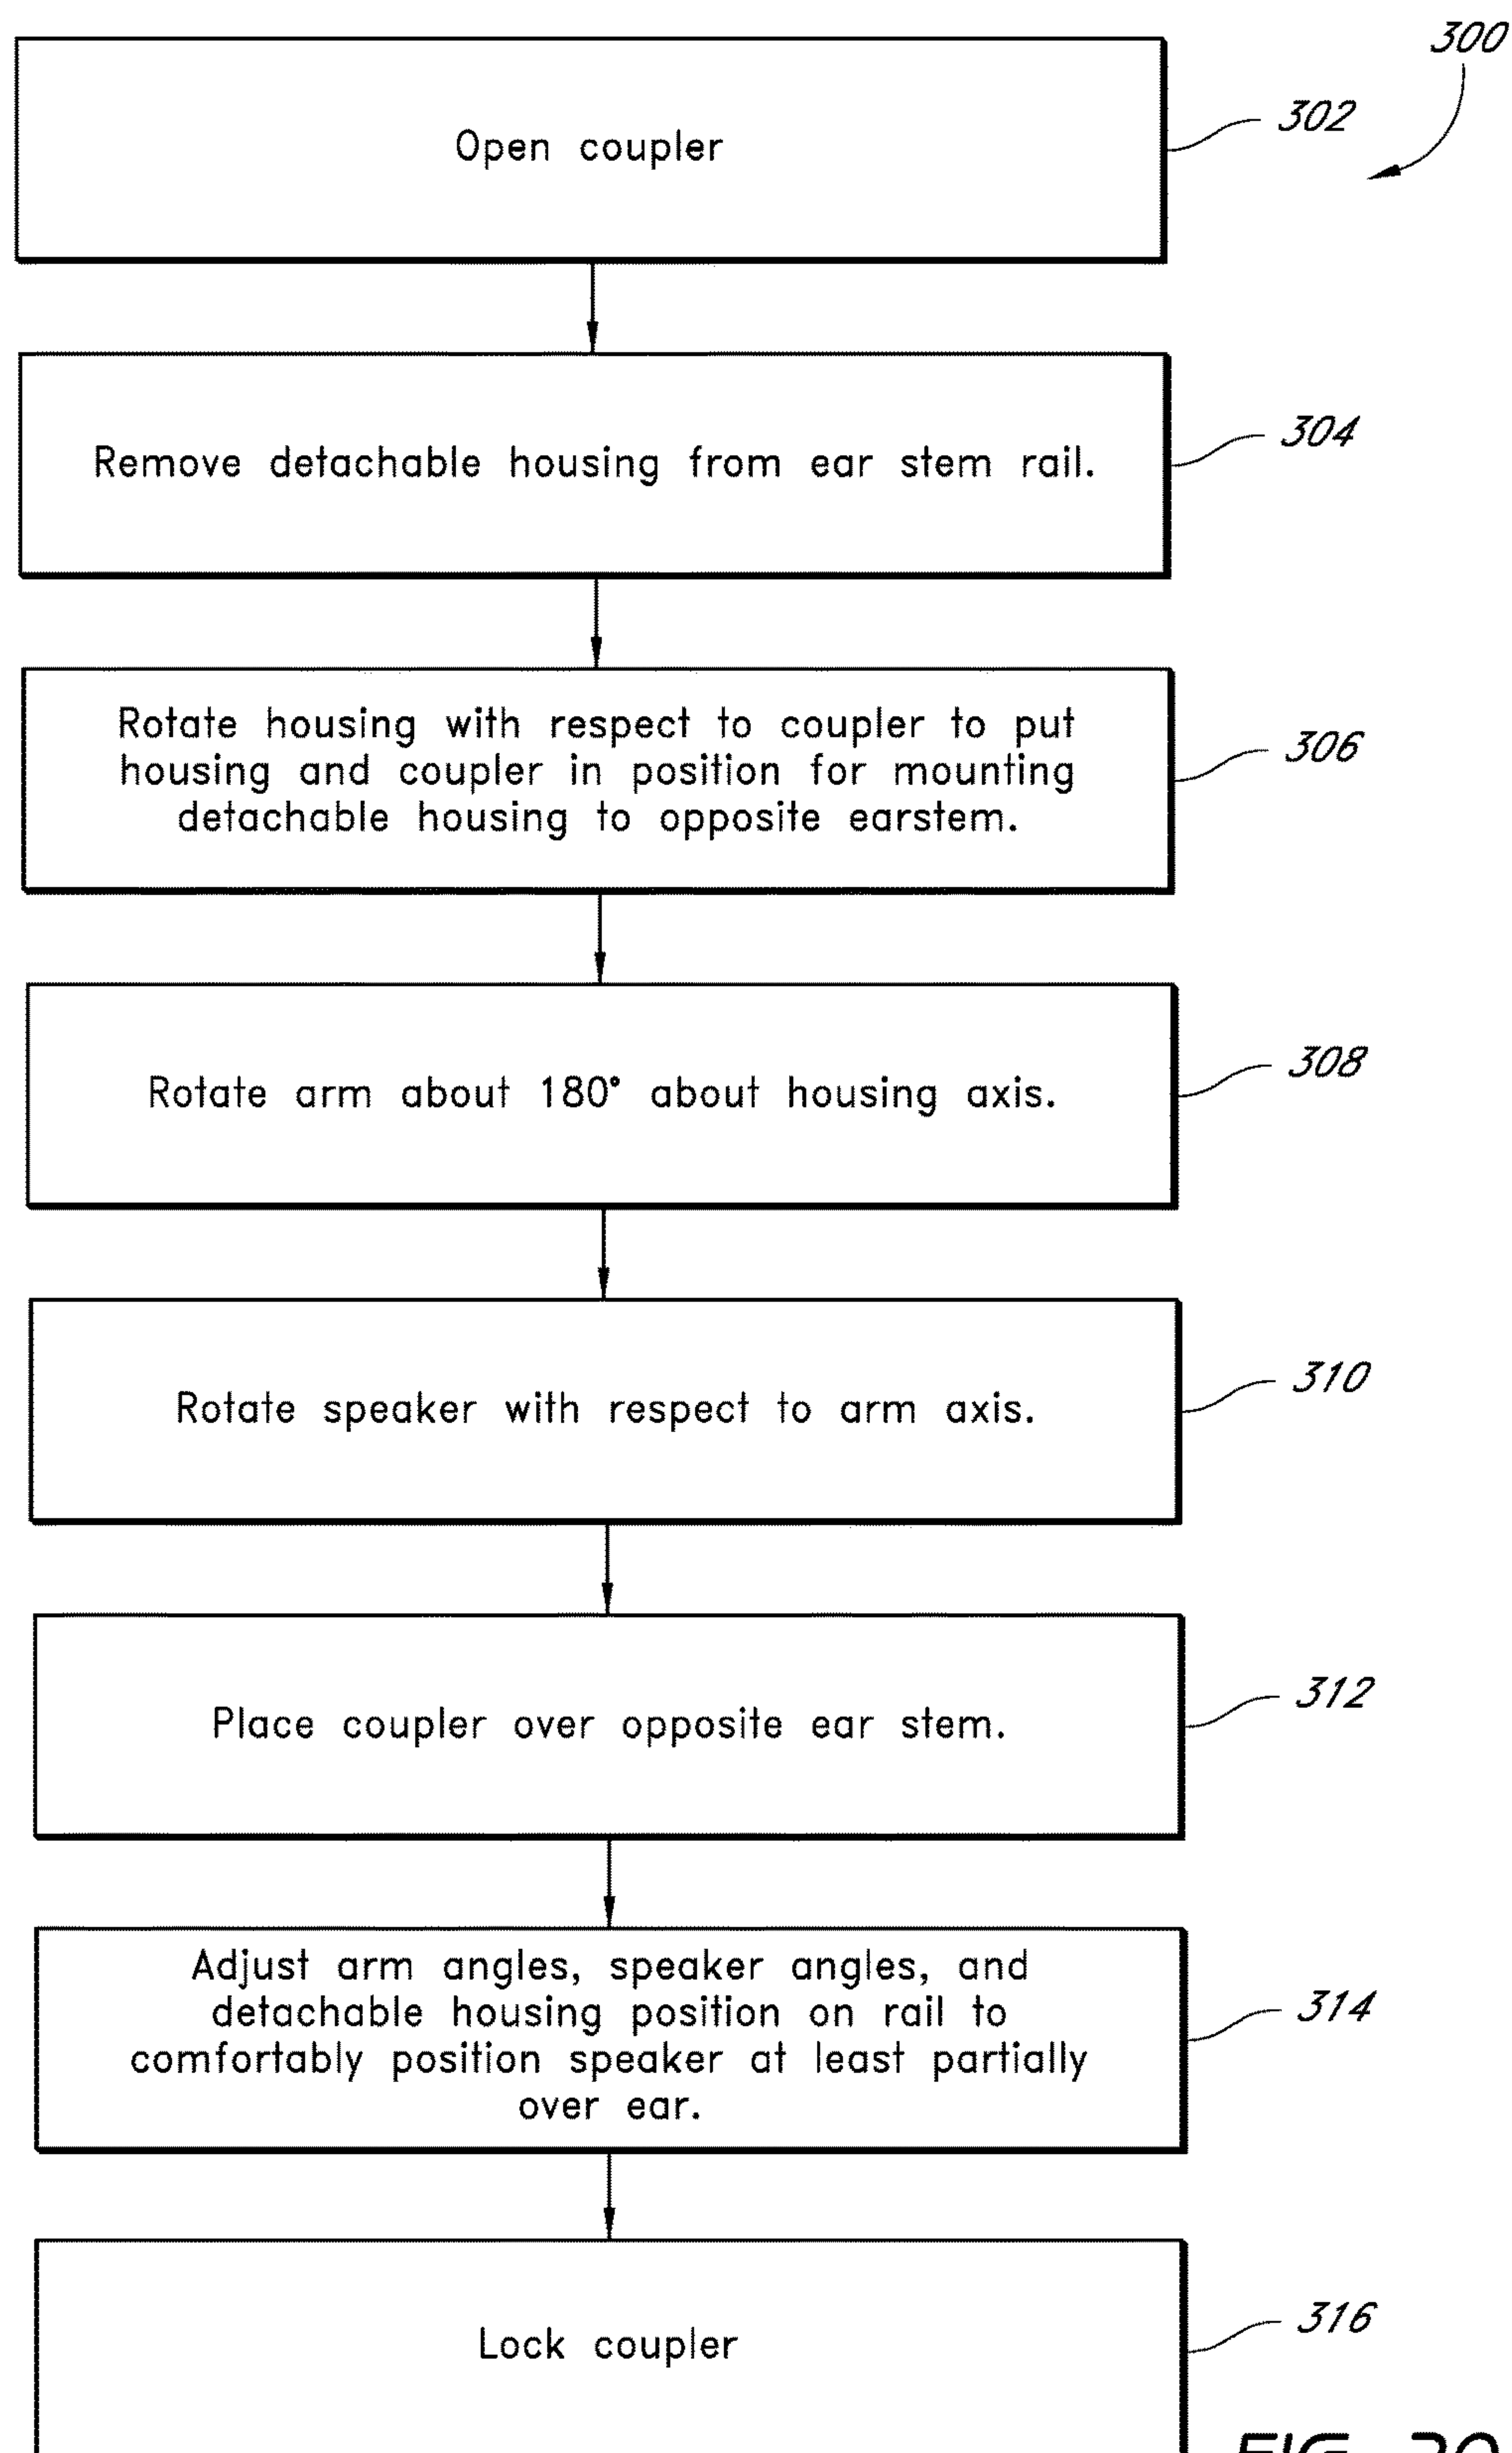 300
Open coupler
302
Remove detachable housing from ear stem rail.
304
Rotate housing with respect to coupler to put
housing and coupler in position for mounting
detachable housing to opposite earstem.
306
Rotate arm about 180° about housing axis.
308
Rotate speaker with respect to arm axis.
310
Place coupler over opposite ear stem.
312
Adjust arm angles, speaker angles, and
detachable housing position on rail to
comfortably position speaker at least partially
over ear.
314
Lock coupler
316
FIG.